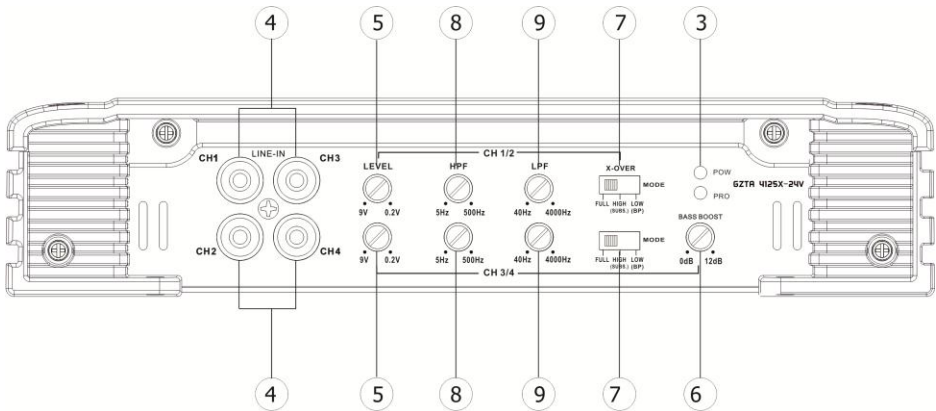 4 5 8 9 7 3
CH 1/2
CH1 LINE-IN CH3 LEVEL HPF LPF X-OVER
POW
MODE
GZTA 4125X-24V
9V 0.2V 5Hz 500Hz 40Hz 4000Hz FULL HIGH LOW
(SUBS.) (BP)
PRO
BASS BOOST
CH2 CH4
MODE
9V 0.2V 5Hz 500Hz 40Hz 4000Hz FULL HIGH LOW
(SUBS.) (BP)
0dB 12dB
CH 3/4
4 5 8 9 7 6